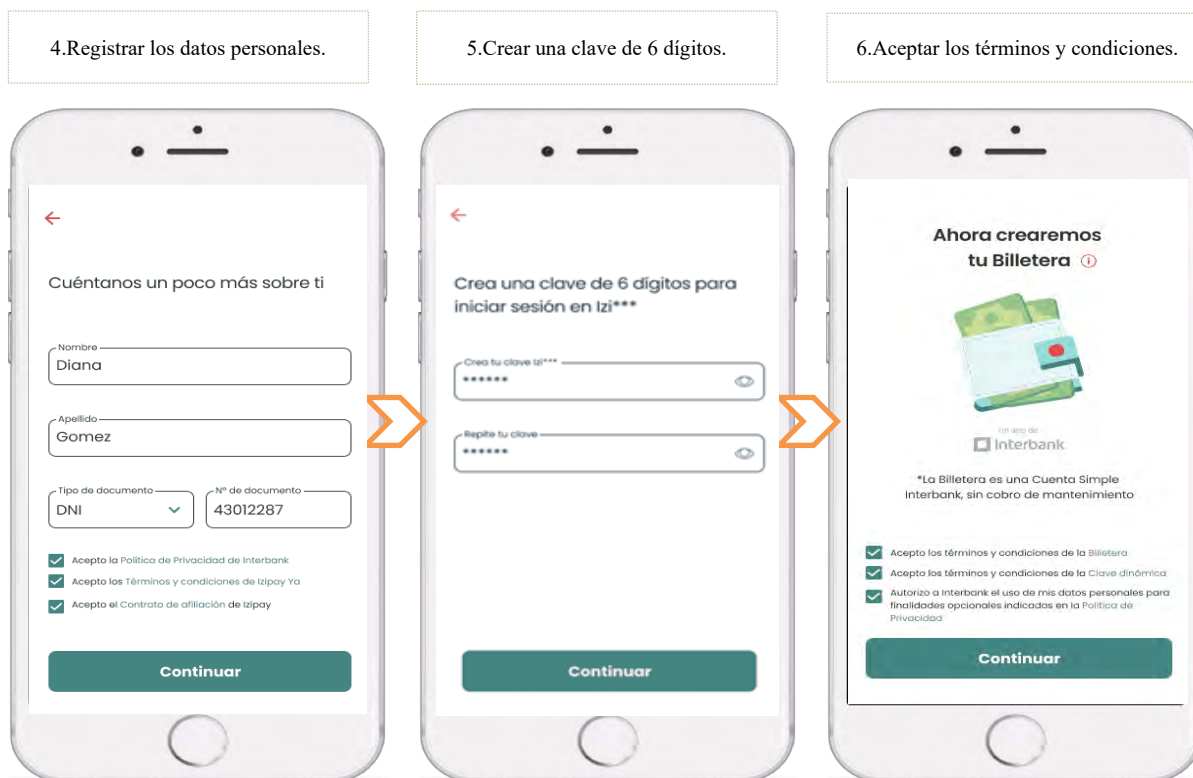 4.Registrar los datos personales.
Cuéntanos un poco más sobre ti
Nombre
Diana
Apellido
Gomez
Tipo de documento
DNI
Nº de documento
43012287
Acepto la Política de Privacidad de Interbank
Acepto los Términos y condiciones de Izipay Ya
Acepto el Contrato de afiliación de Izipay
Continuar
5.Crear una clave de 6 dígitos.
Crea una clave de 6 dígitos para
iniciar sesión en Izi***
Crea tu clave Izi***
******
Repite tu clave
******
Continuar
6.Aceptar los términos y condiciones.
Ahora crearemos
tu Billetera
Un app de
Interbank
*La Billetera es una Cuenta Simple
Interbank, sin cobro de mantenimiento
Acepto los términos y condiciones de la Billetera
Acepto los términos y condiciones de la Clave dinámica
Autorizo a Interbank el uso de mis datos personales para
finalidades opcionales indicadas en la Política de
Privacidad
Continuar